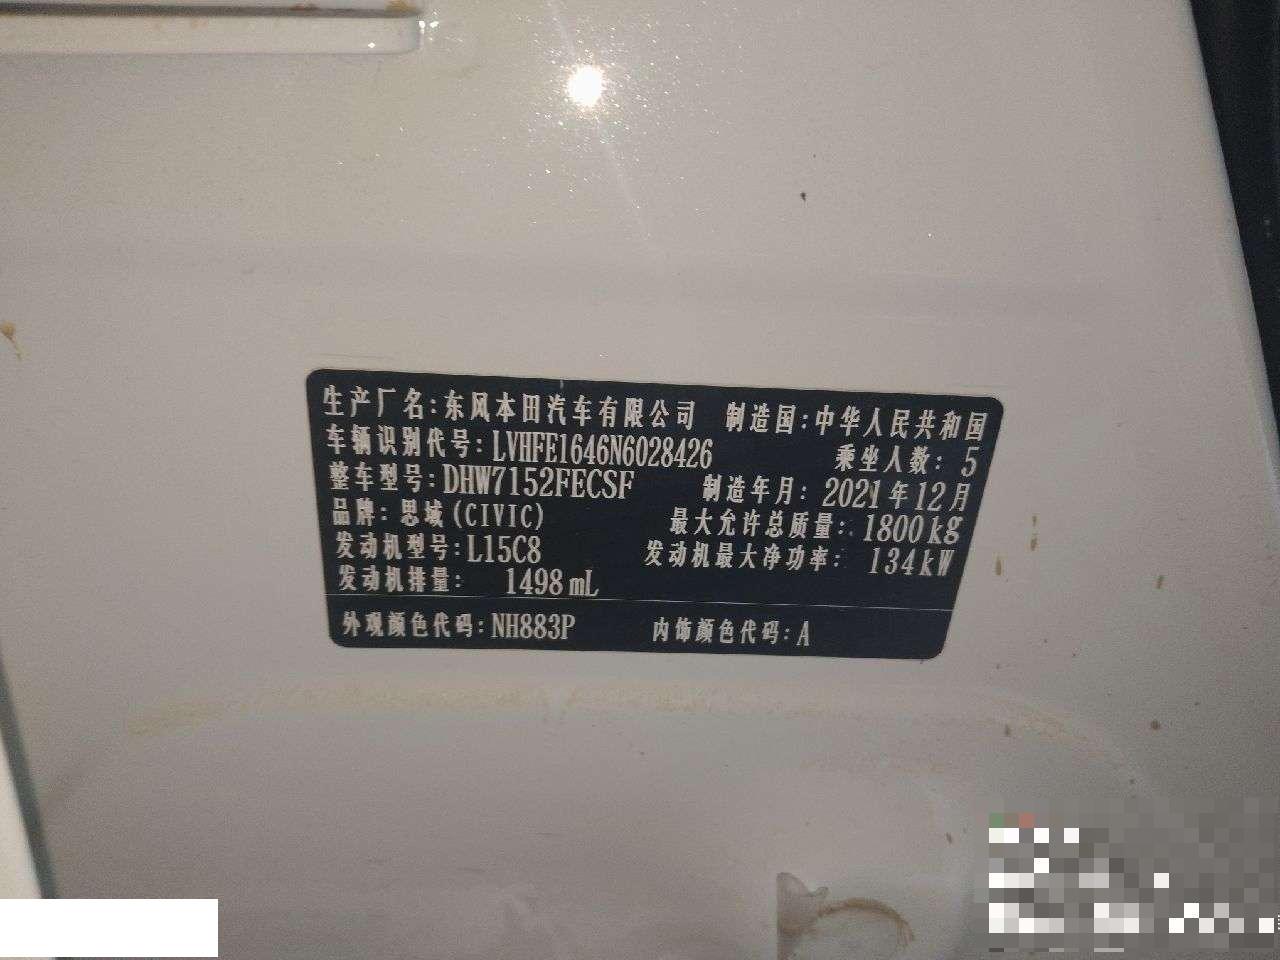 生产厂名:东风本田汽车有限公司 制造国:中华人民共和国
车辆识别代号:LVHFE1646N6028426 乘坐人数: 5
整车型号:DHW7152FECSF 制造年月: 2021年12月
品牌:思域(CIVIC) 最大允许总质量: 1800kg
发动机型号:L15C8 发动机最大净功率: 134kW
发动机排量: 1498mL
外观颜色代码:NH883P 内饰颜色代码:A